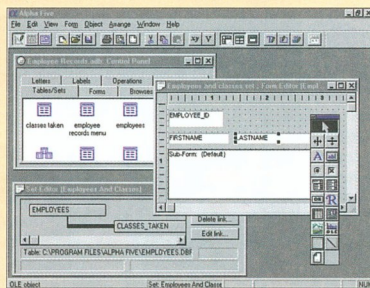 Alpha Five
File Edit View Form Object Arrange Window Help
Employee Records.adb: Control Panel
Letters Labels Operations
Tables/Sets Forms Browses
classes taken
employee records menu
employees
Employees and classes set : Form Editor
EMPLOYEE_ID
FIRSTNAME LASTNAME
Sub-Form: (Default)
Set Editor (Employees And Classes)
EMPLOYEES
CLASSES_TAKEN
Delete link...
Edit link...
Table: C:\PROGRAM FILES\ALPHA FIVE\EMPLOYEES.DBF
OLE object Set: Employees And Classe NUM